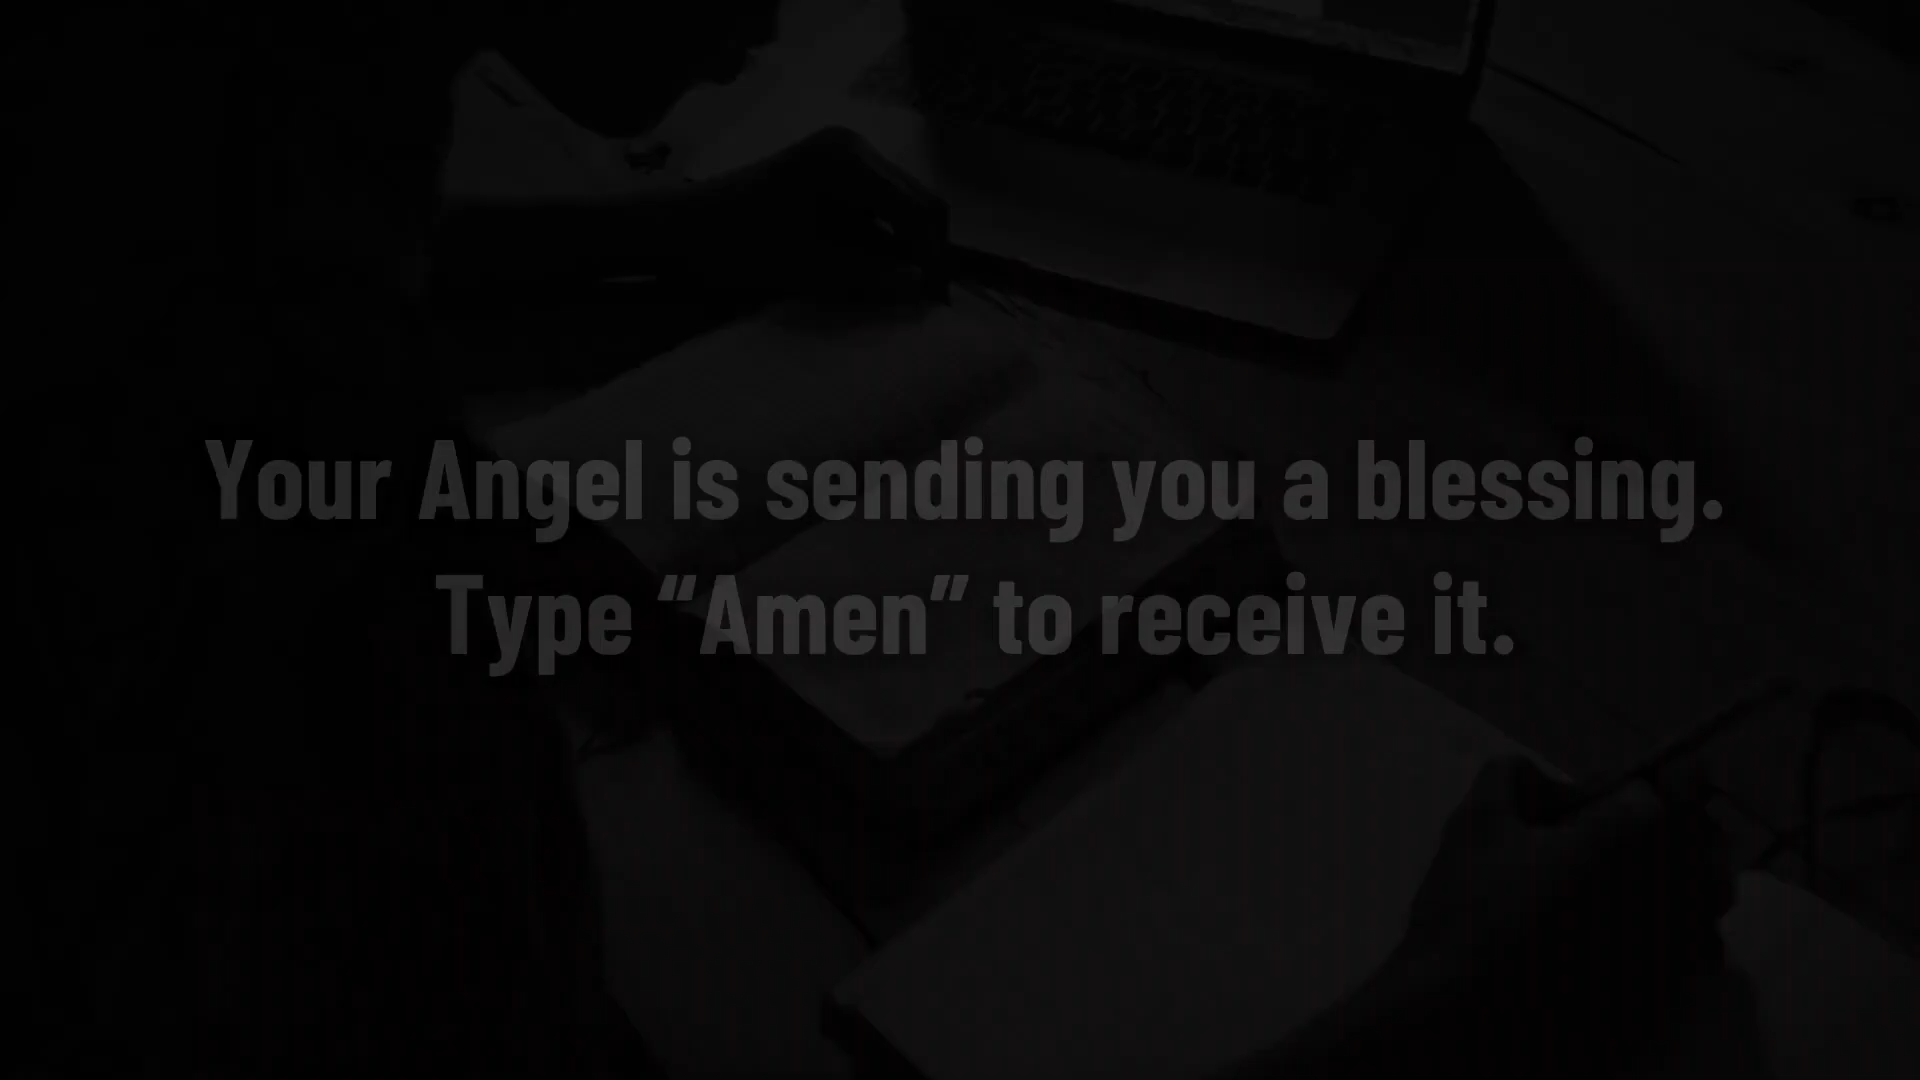 Your Angel is sending you a blessing.
Type “Amen” to receive it.